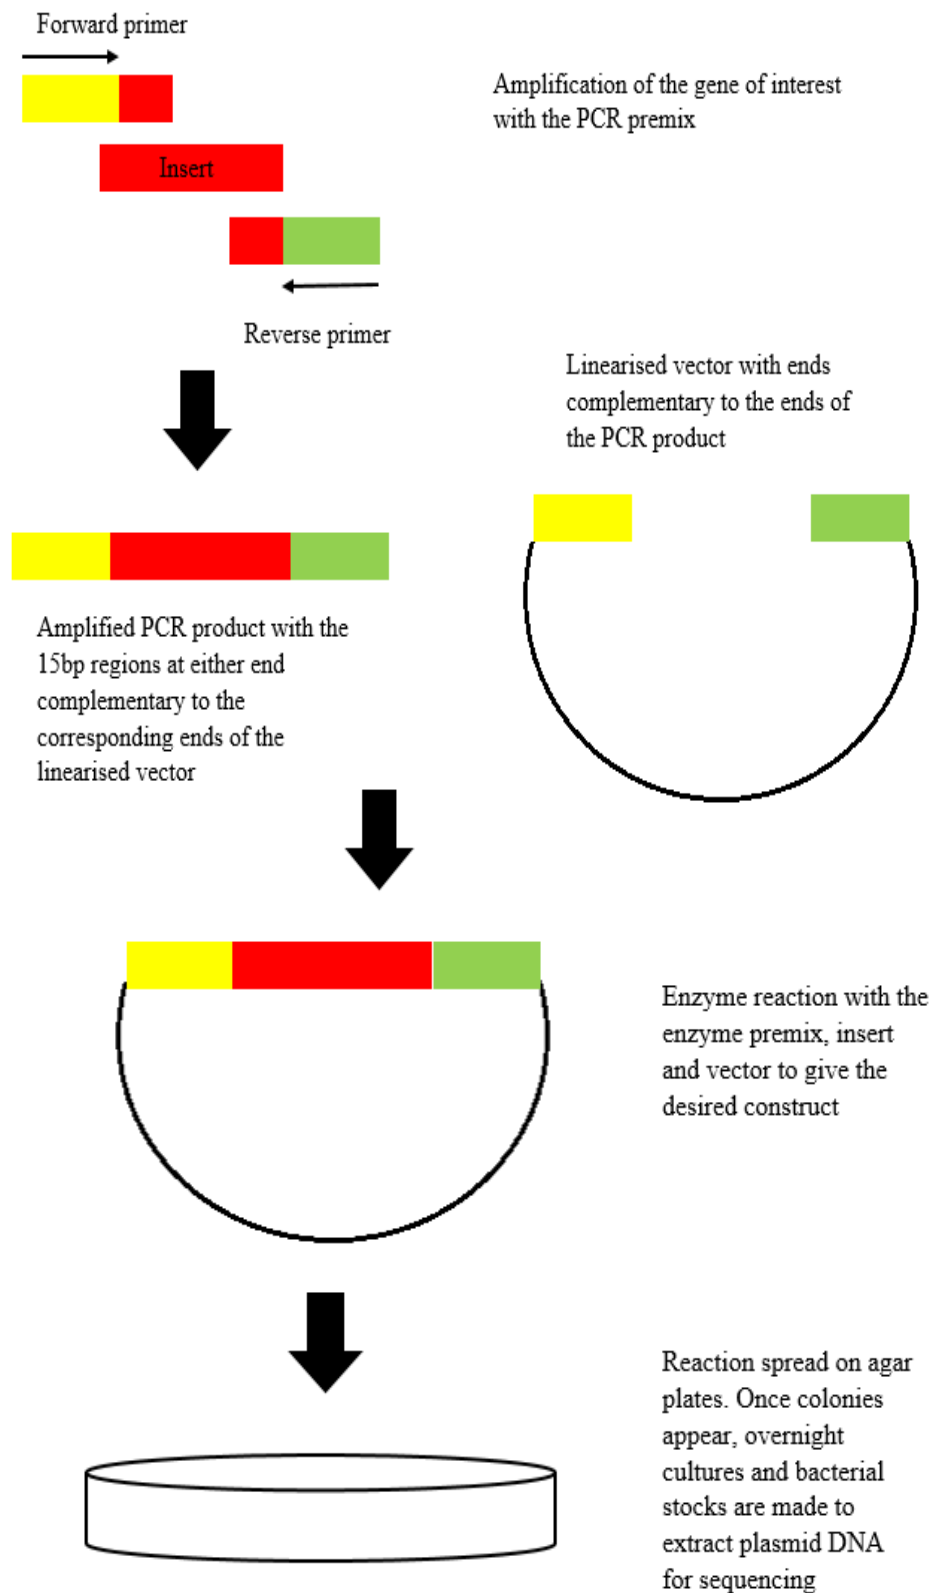 Forward primer
Amplification of the gene of interest
with the PCR premix
Insert
Reverse primer
Linearised vector with ends
complementary to the ends of
the PCR product
Amplified PCR product with the
15bp regions at either end
complementary to the
corresponding ends of the
linearised vector
Enzyme reaction with the
enzyme premix, insert
and vector to give the
desired construct
Reaction spread on agar
plates. Once colonies
appear, overnight
cultures and bacterial
stocks are made to
extract plasmid DNA
for sequencing